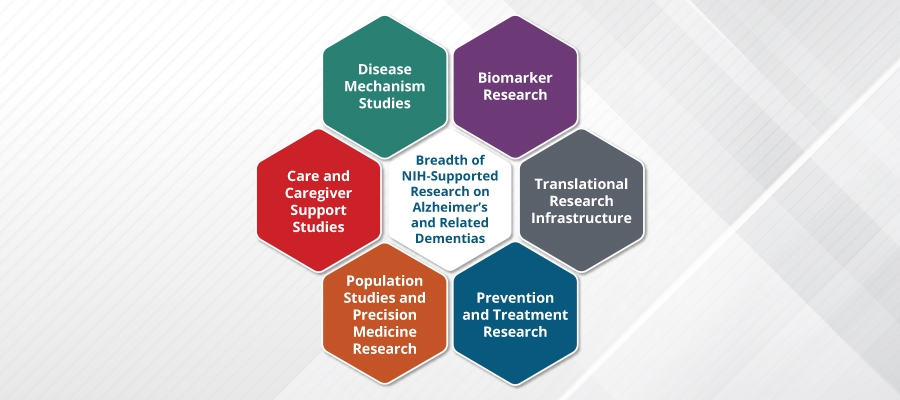 Disease
Mechanism
Studies
Biomarker
Research
Care and
Caregiver
Support
Studies
Breadth of
NIH-Supported
Research on
Alzheimer's
and Related
Dementias
Translational
Research
Infrastructure
Population
Studies and
Precision
Medicine
Research
Prevention
and Treatment
Research